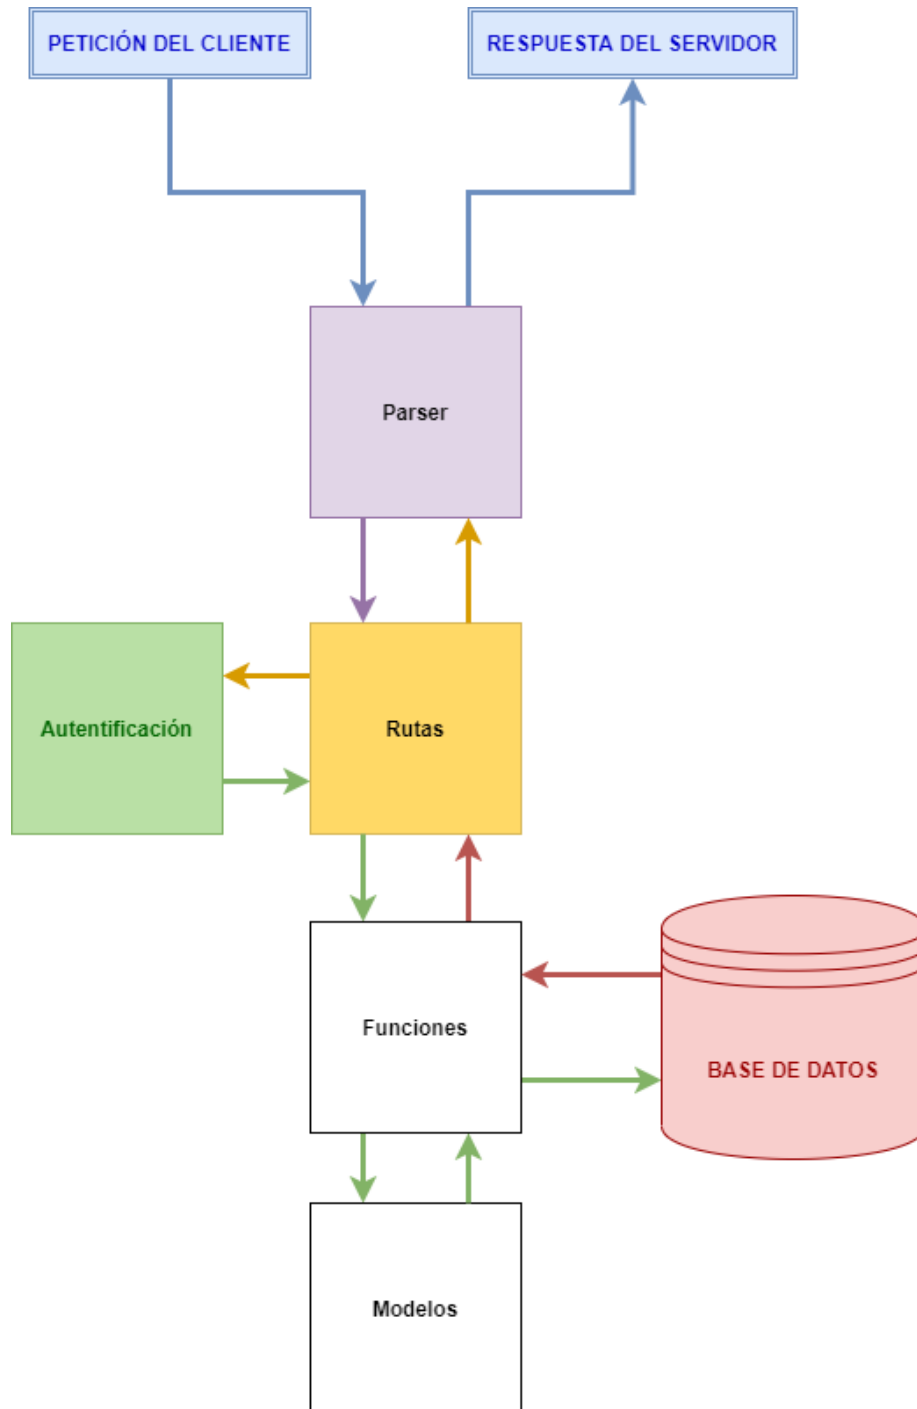 PETICIÓN DEL CLIENTE
RESPUESTA DEL SERVIDOR
Parser
Autentificación
Rutas
Funciones
BASE DE DATOS
Modelos